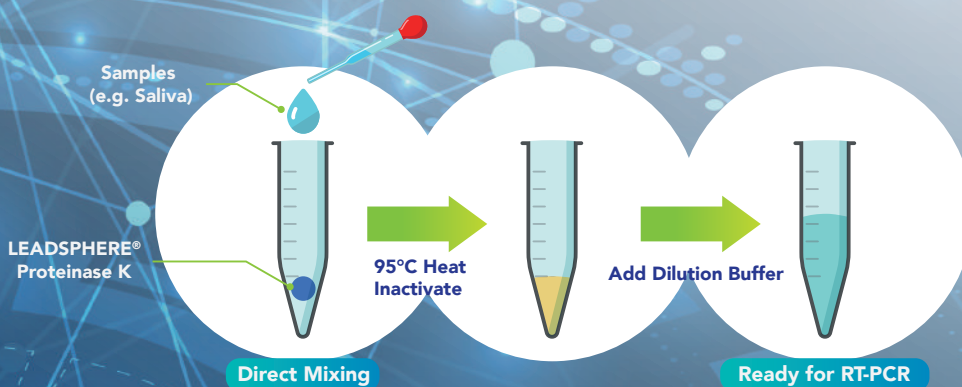 Samples
(e.g. Saliva)
LEADSPHERE®
Proteinase K
95°C Heat
Inactivate
Add Dilution Buffer
Direct Mixing
Ready for RT-PCR